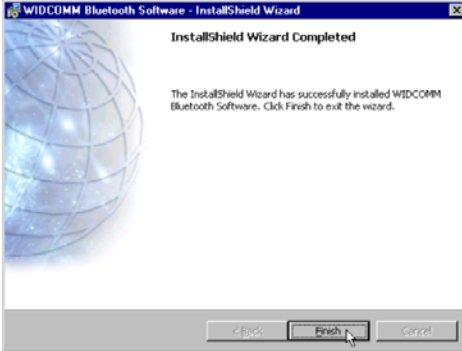 WIDCOMM Bluetooth Software - InstallShield Wizard
InstallShield Wizard Completed
The InstallShield Wizard has successfully installed WIDCOMM
Bluetooth Software. Click Finish to exit the wizard.
< Back
Finish
Cancel